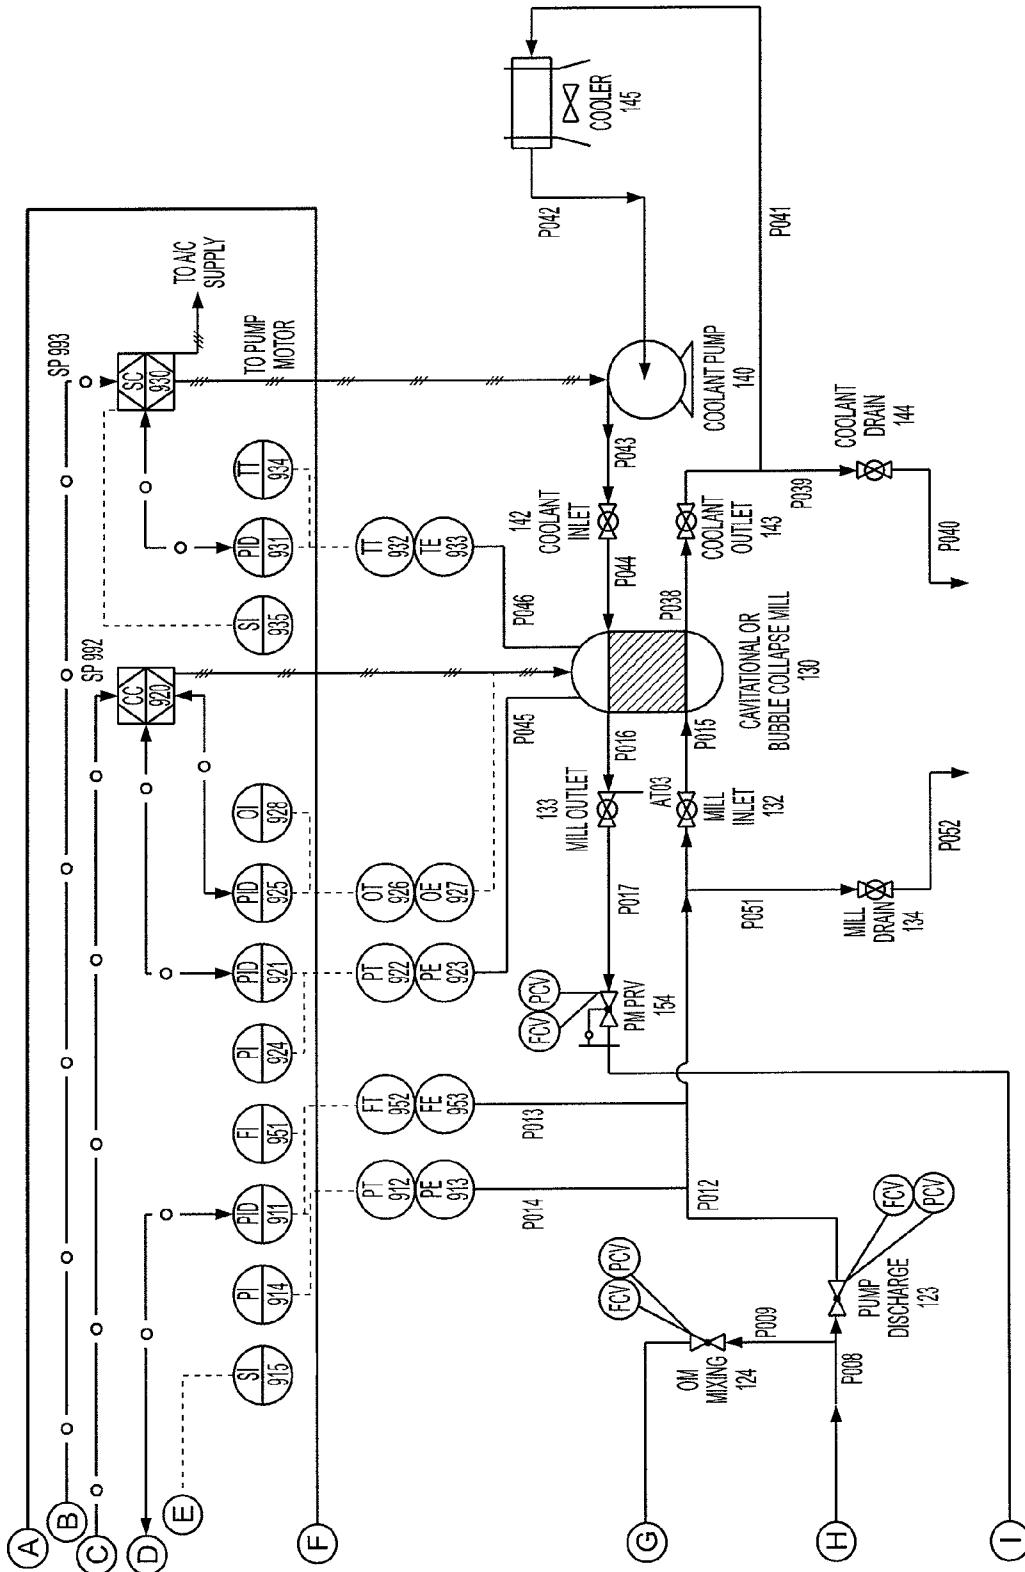 A
B
C
D
E
F
G
H
I
SP 993
SP 992
SC
930
TO A/C
SUPPLY
TO PUMP
MOTOR
CC
920
TT
934
PID
931
SI
935
OI
928
PID
925
PID
921
PI
924
FI
951
PID
911
PI
914
SI
915
TT
932
TE
933
OT
926
OE
927
PT
922
PE
923
FT
952
FE
953
PT
912
PE
913
P046
P045
P013
P014
COOLER
145
P042
P041
COOLANT PUMP
140
P043
142
COOLANT
INLET
P044
P038
COOLANT
OUTLET
143
P039
COOLANT
DRAIN
144
P040
CAVITATIONAL OR
BUBBLE COLLAPSE MILL
130
P016
P015
133
MILL OUTLET
AT03
MILL
INLET
132
P017
P051
MILL
DRAIN
134
P052
FCV
PCV
PM PRV
154
P012
FCV
PCV
PUMP
DISCHARGE
123
FCV
PCV
OM
MIXING
124
P009
P008